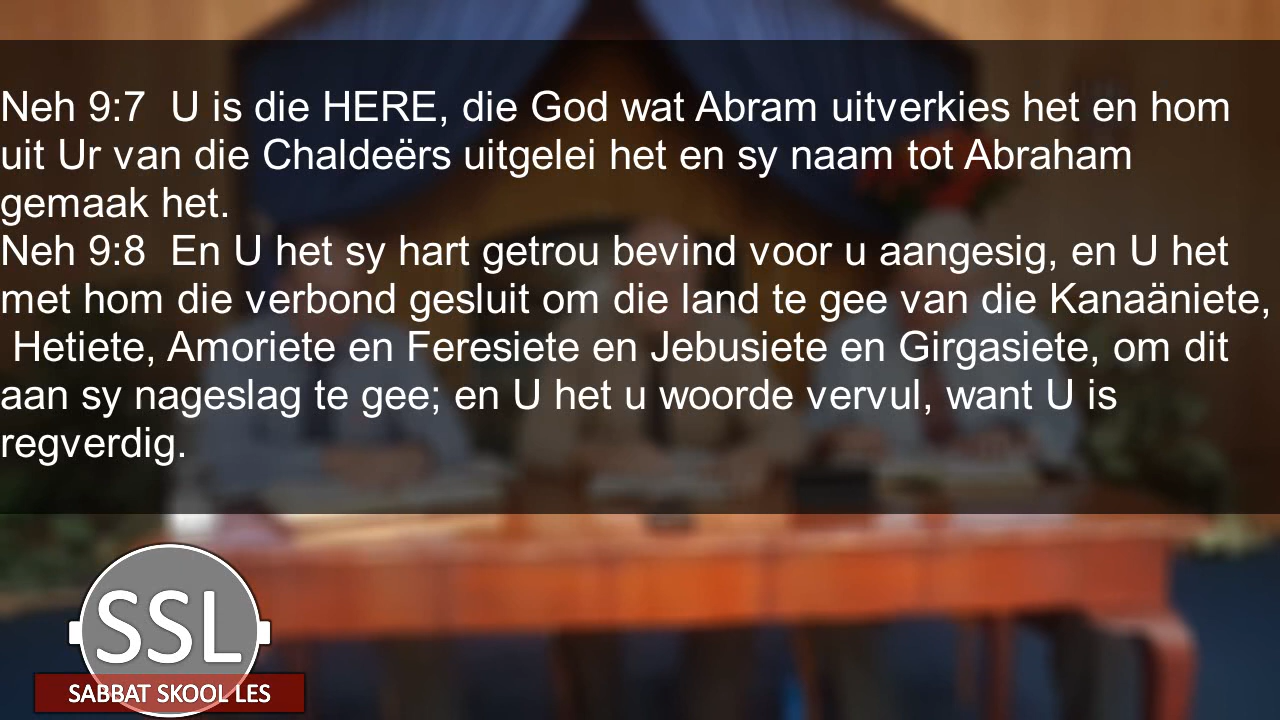 Neh 9:7  U is die HERE, die God wat Abram uitverkies het en hom
uit Ur van die Chaldeërs uitgelei het en sy naam tot Abraham
gemaak het.
Neh 9:8  En U het sy hart getrou bevind voor u aangesig, en U het
met hom die verbond gesluit om die land te gee van die Kanaäniete,
Hetiete, Amoriete en Feresiete en Jebusiete en Girgasiete, om dit
aan sy nageslag te gee; en U het u woorde vervul, want U is
regverdig.
SSL
SABBAT SKOOL LES